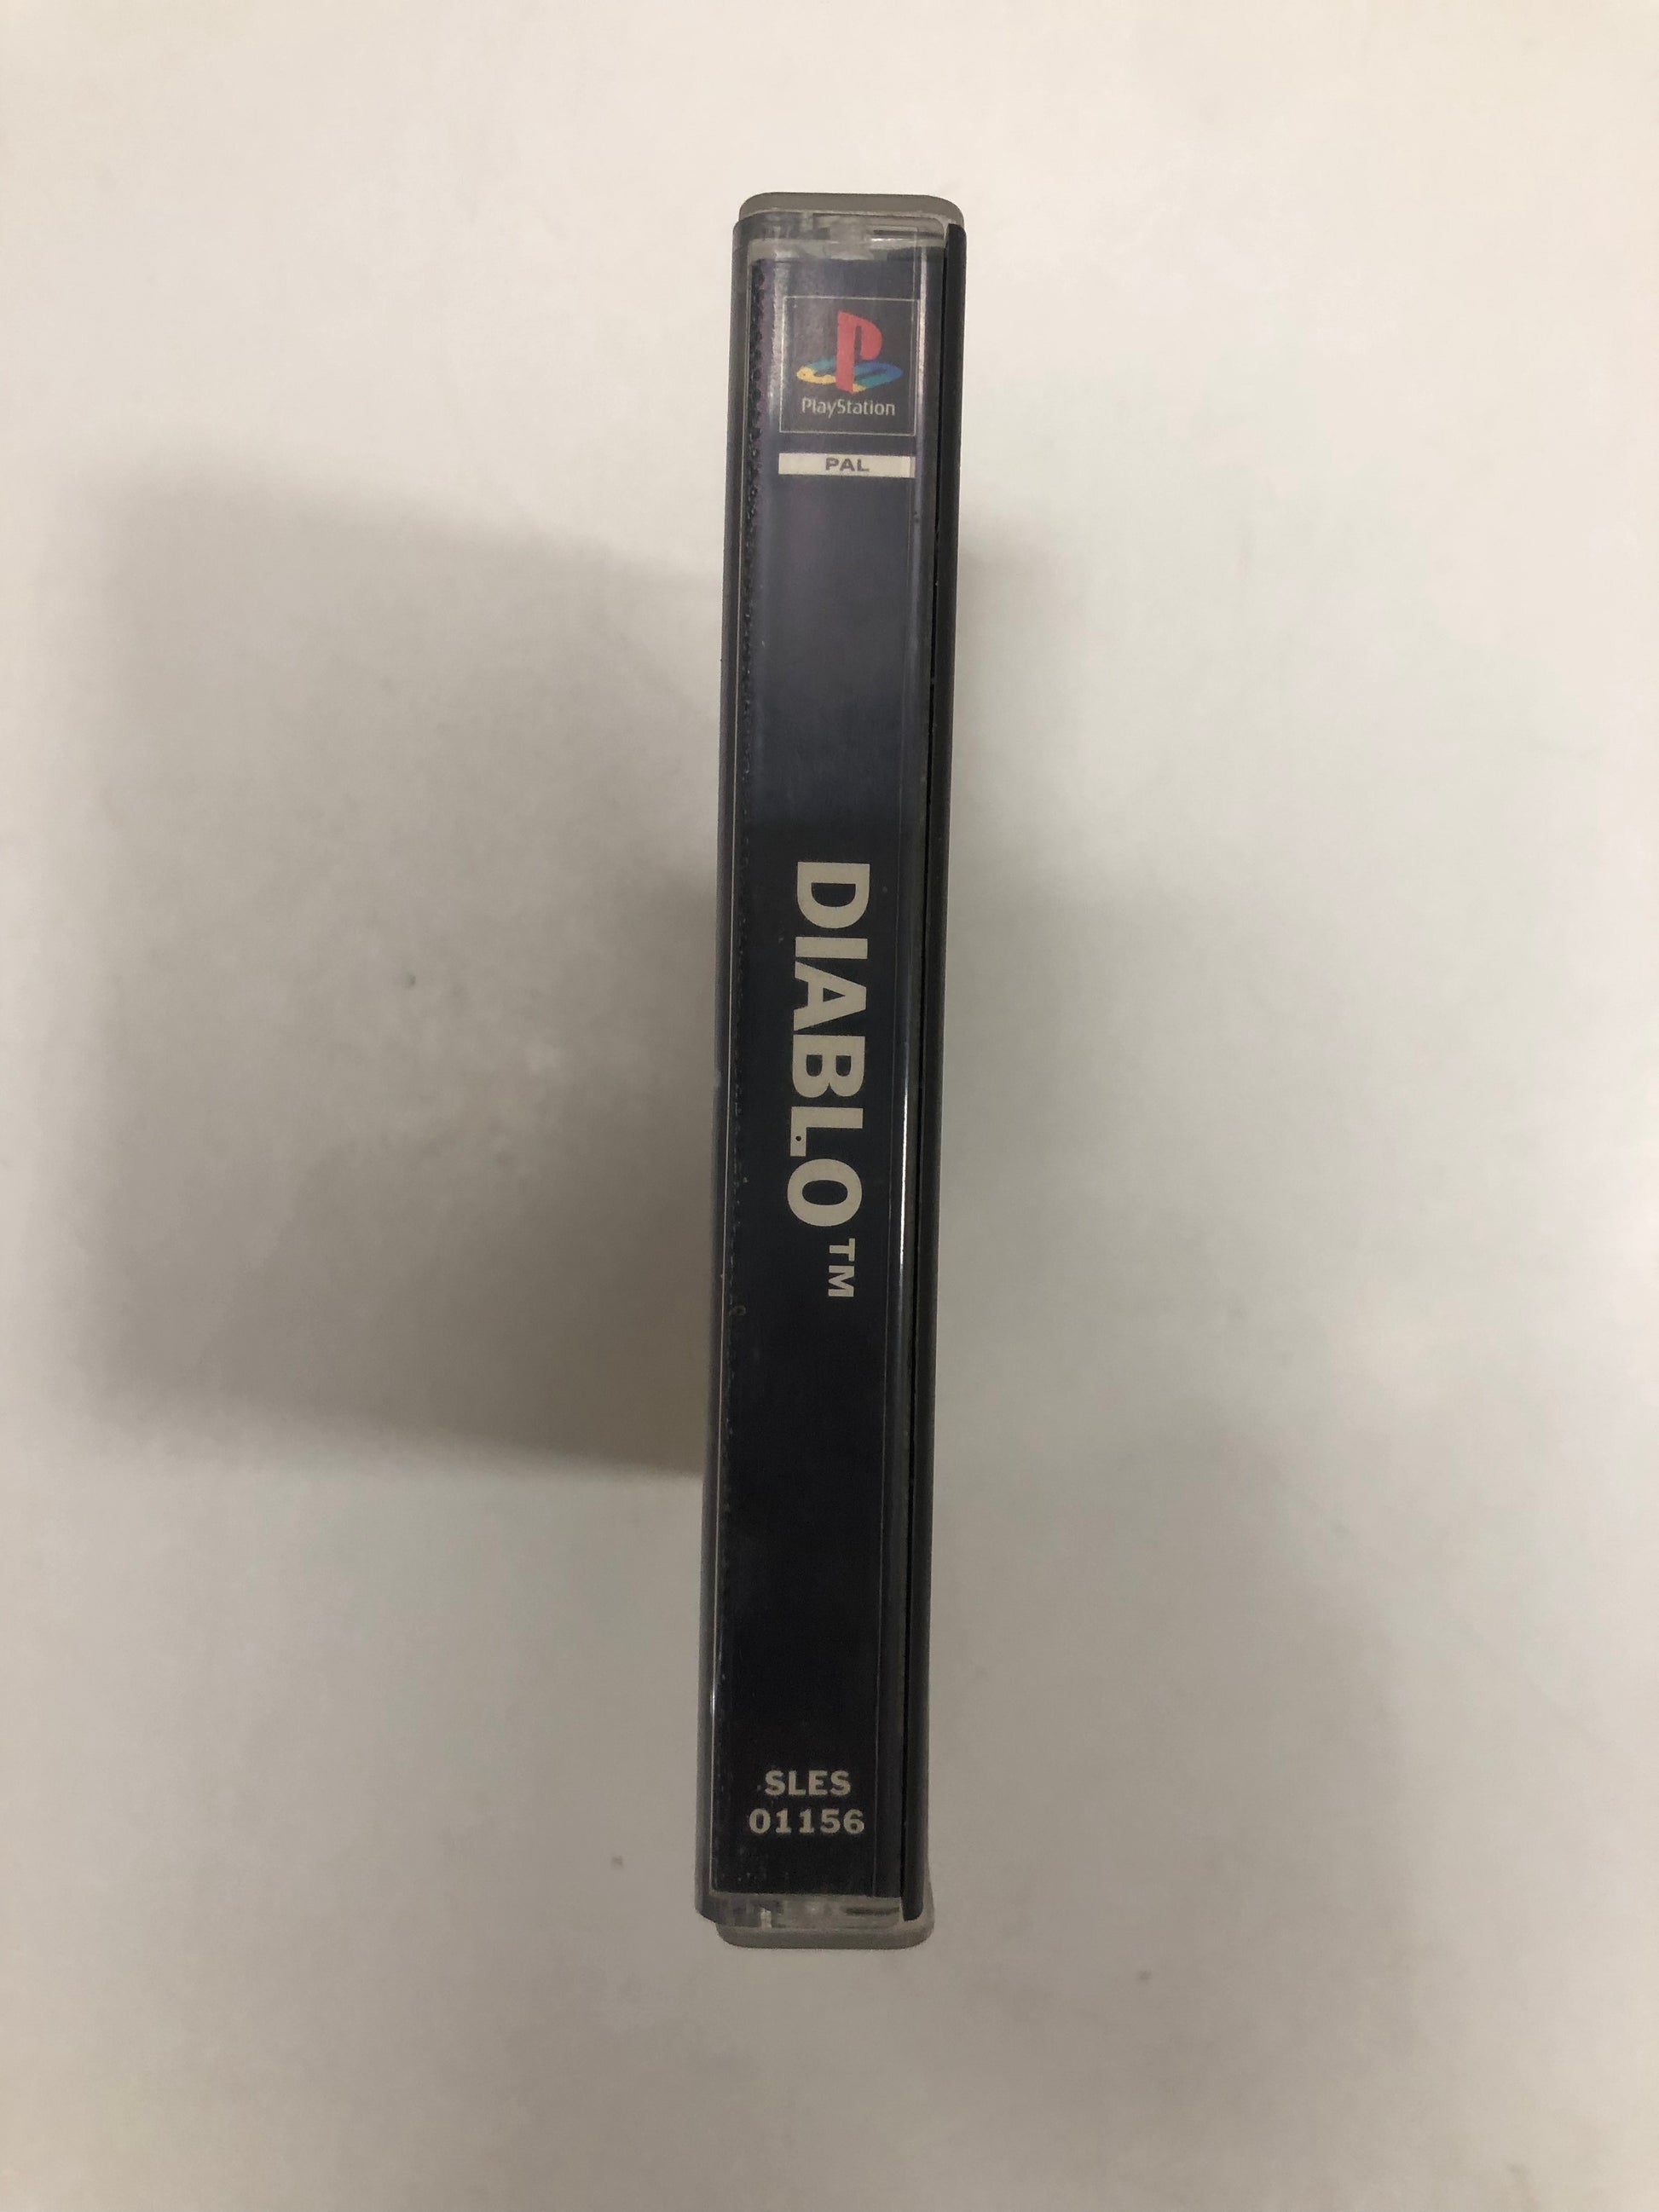 PlayStation
PAL
DIABLO™
SLES
01156